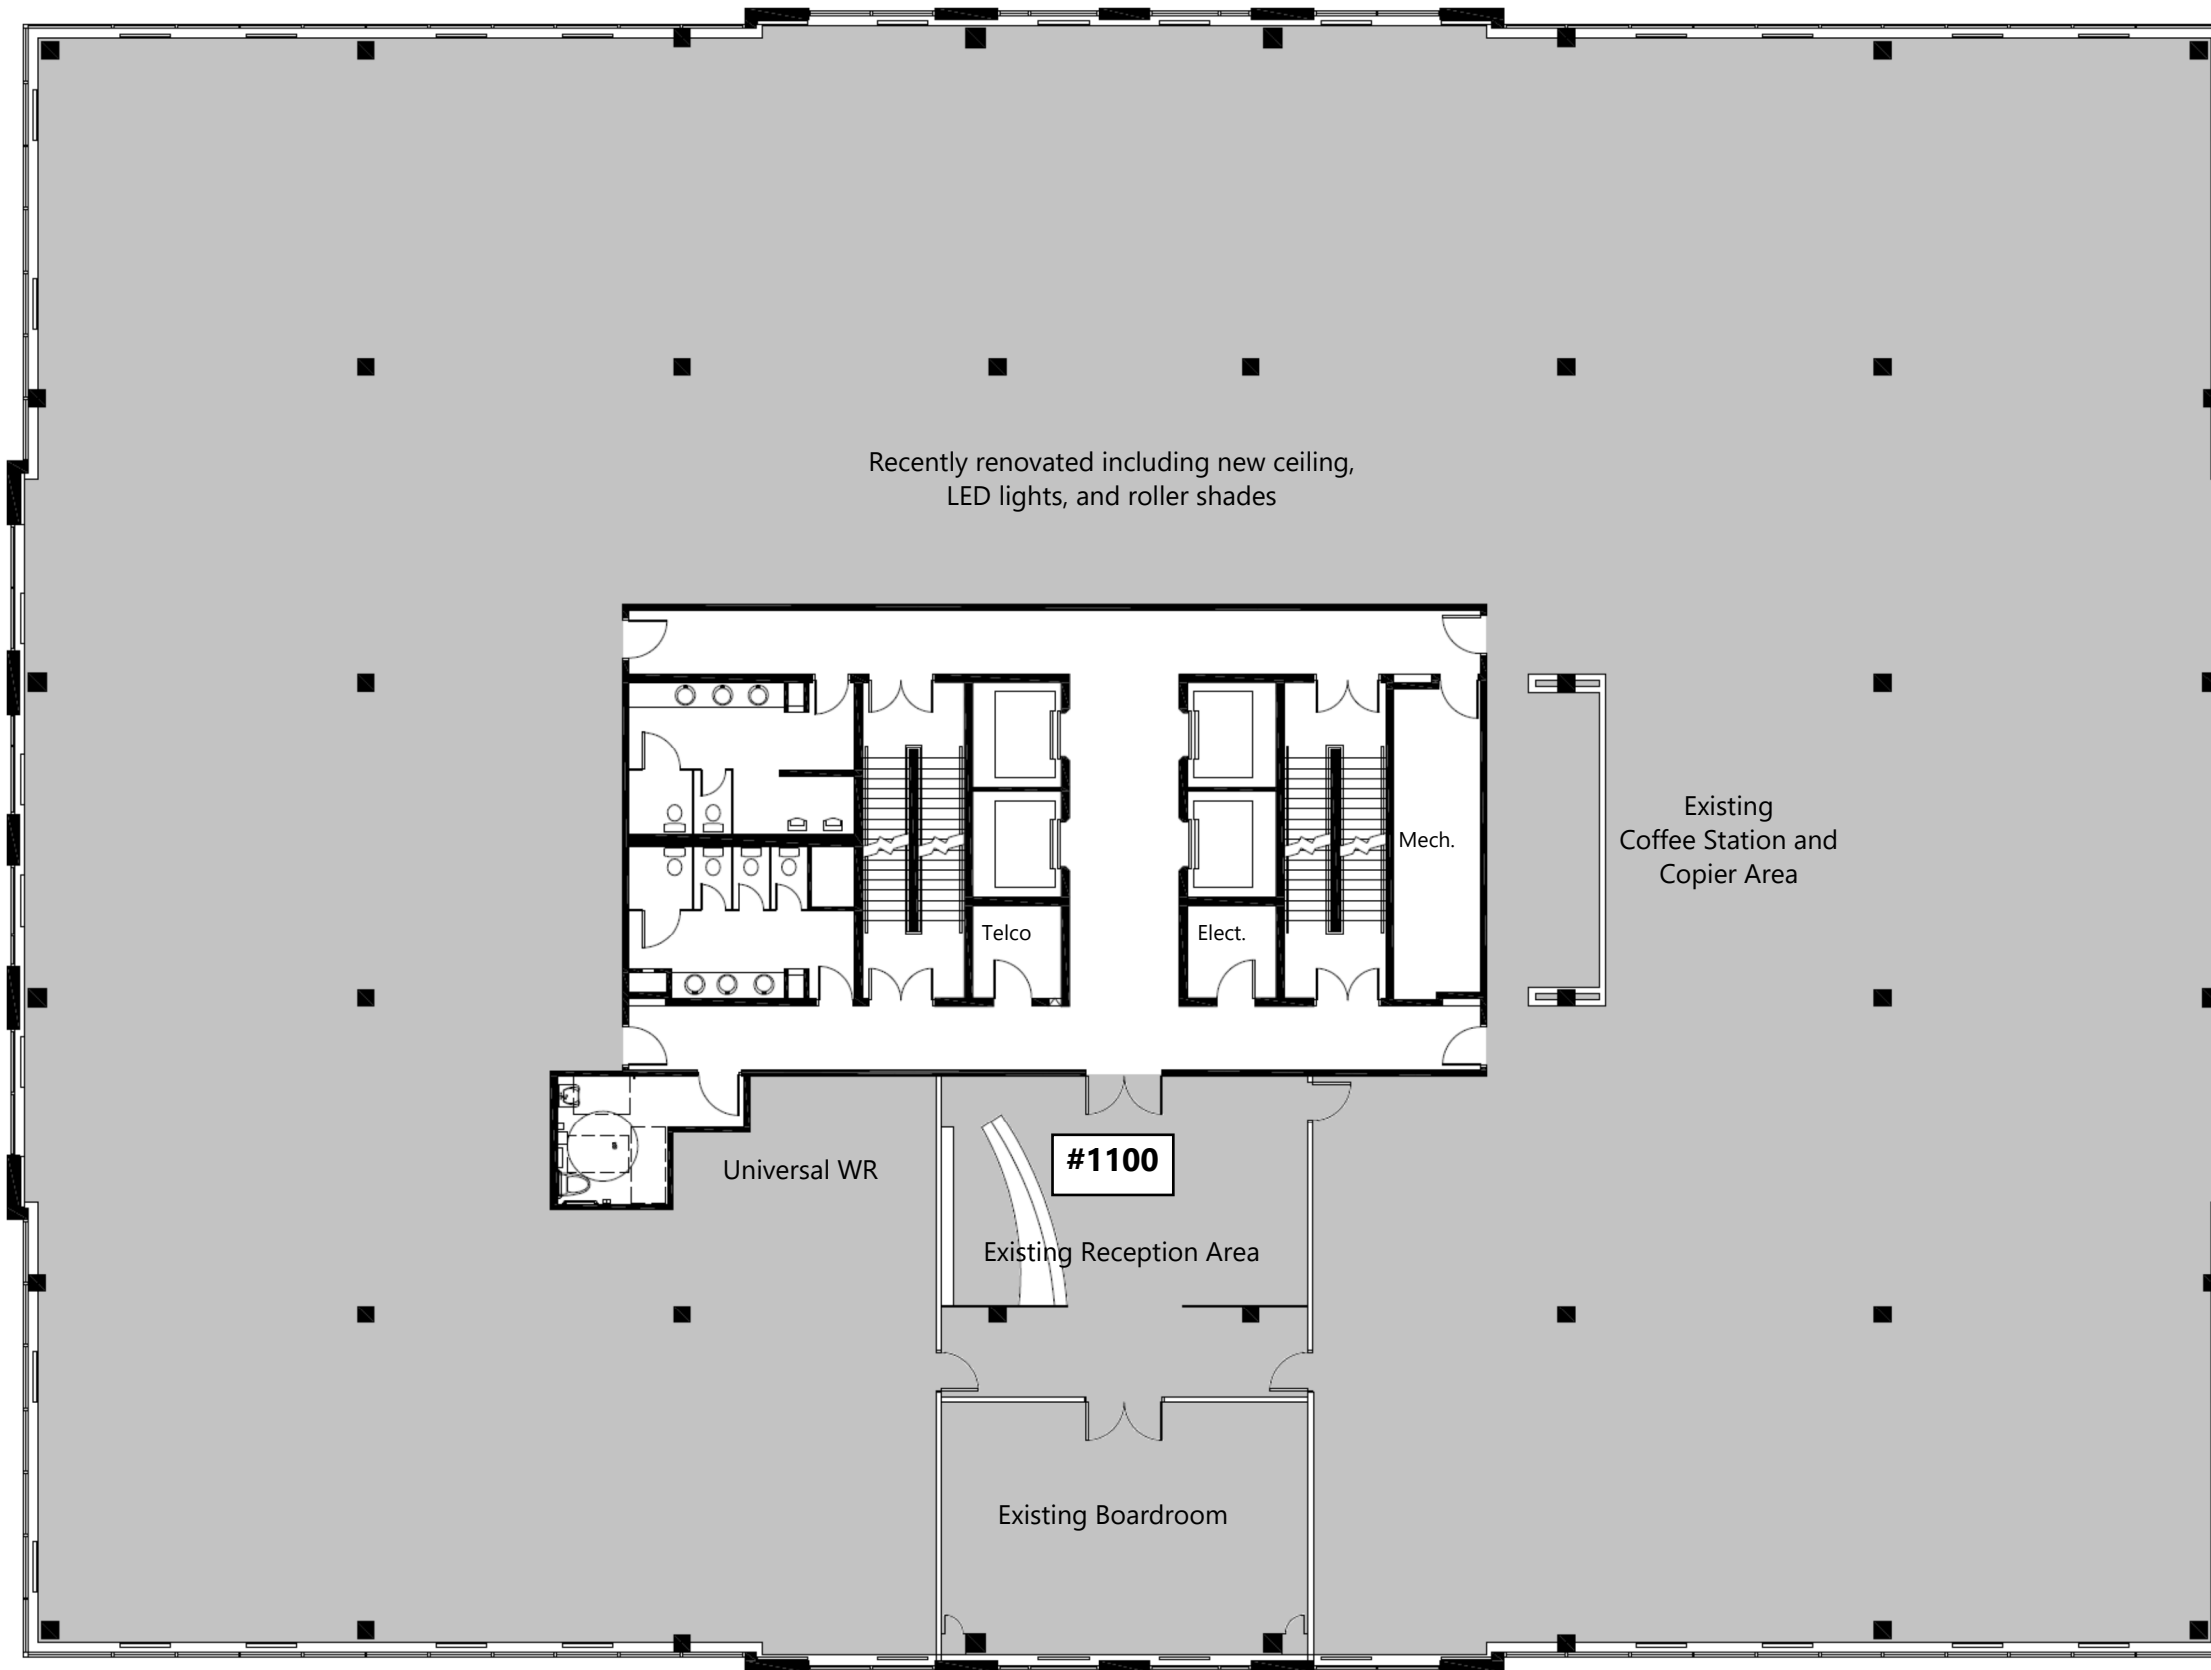 Recently renovated including new ceiling,
LED lights, and roller shades
Existing
Coffee Station and
Copier Area
Mech.
Telco
Elect.
Universal WR
#1100
Existing Reception Area
Existing Boardroom